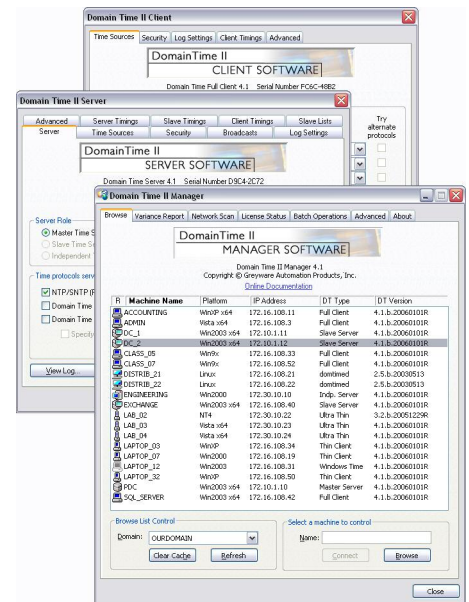 Domain Time II Client
Time Sources Security Log Settings Client Timings Advanced
DomainTime II
CLIENT SOFTWARE
Domain Time Full Client 4.1 Serial Number FC6C-48B2
Try
alternate
protocols
Domain Time II Server
Advanced Server Timings Slave Timings Client Timings Slave Lists
Server Time Sources Security Broadcasts Log Settings
DomainTime II
SERVER SOFTWARE
Domain Time Server 4.1 Serial Number D9C4-2C72
Server Role
Master Time S
Slave Time Se
Independent
Time protocols serv
NTP/SNTP (F
Domain Time
Domain Time
Specify
View Log...
Domain Time II Manager
Browse Variance Report Network Scan License Status Batch Operations Advanced About
DomainTime II
MANAGER SOFTWARE
Domain Time II Manager 4.1
Copyright © Greyware Automation Products, Inc.
Online Documentation
R Machine Name Platform IP Address DT Type DT Version
ACCOUNTING WinXP x64 172.16.108.11 Full Client 4.1.b.20060101R
ADMIN Vista x64 172.16.108.3 Full Client 4.1.b.20060101R
DC_1 Win2003 x64 172.10.1.11 Slave Server 4.1.b.20060101R
DC_2 Win2003 x64 172.10.1.12 Slave Server 4.1.b.20060101R
CLASS_05 Win9x 172.16.108.33 Full Client 4.1.b.20060101R
CLASS_07 Win9x 172.16.108.52 Full Client 4.1.b.20060101R
DISTRIB_21 Linux 172.16.108.21 domtimed 2.5.b.20030513
DISTRIB_22 Linux 172.16.108.22 domtimed 2.5.b.20030513
ENGINEERING Win2000 172.30.10.10 Indp. Server 4.1.b.20060101R
EXCHANGE Win2003 x64 172.16.108.40 Slave Server 4.1.b.20060101R
LAB_02 NT4 172.30.10.22 Ultra Thin 3.2.b.20051229R
LAB_03 Vista x64 172.30.10.23 Ultra Thin 4.1.b.20060101R
LAB_04 Vista x64 172.30.10.24 Ultra Thin 4.1.b.20060101R
LAPTOP_03 WinXP 172.16.108.34 Thin Client 4.1.b.20060101R
LAPTOP_07 Win2000 172.16.108.19 Thin Client 4.1.b.20060101R
LAPTOP_12 Win2003 172.16.108.31 Windows Time 4.1.b.20060101R
LAPTOP_32 WinXP 172.16.108.50 Thin Client 4.1.b.20060101R
PDC Win2003 x64 172.10.1.10 Master Server 4.1.b.20060101R
SQL_SERVER Win2003 x64 172.16.108.42 Full Client 4.1.b.20060101R
Browse List Control Select a machine to control
Domain: OURDOMAIN Name:
Clear Cache Refresh Connect Browse
Close